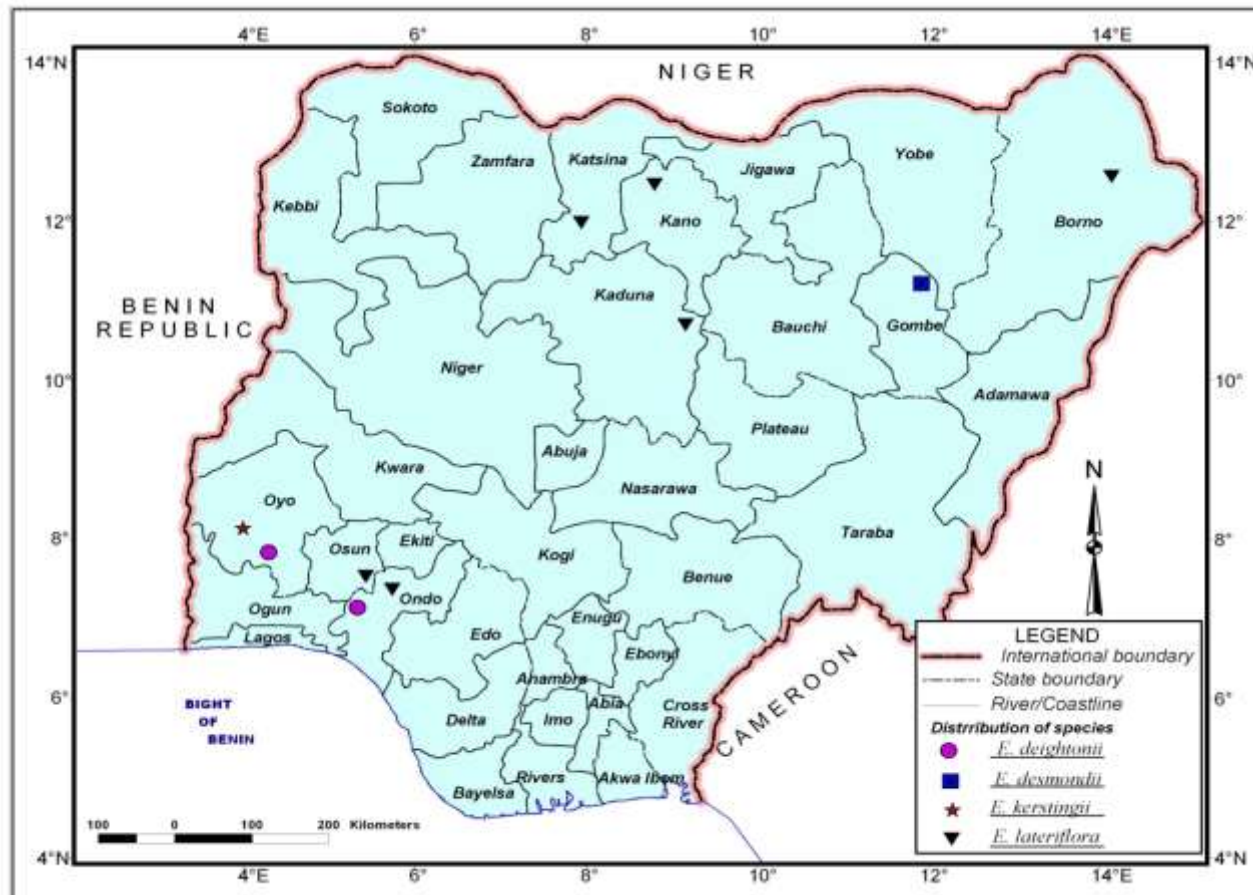 4°E 6° 8° 10° 12° 14°E
14°N 14°N
NIGER
Sokoto
Zamfara
Katsina
Jigawa
Yobe
Kebbi
Kano
Borno
12° 12°
BENIN
REPUBLIC
Kaduna
Bauchi
Gombe
Niger
10° 10°
Adamawa
Plateau
Abuja
Kwara
Nasarawa
N
Oyo
Taraba
8° 8°
Osun
Ekiti
Kogi
Benue
Ogun
Ondo
Lagos
Edo
Enugu
Ebonyi
Anambra
6° 6°
Abia
Cross
River
Delta
Imo
CAMEROON
BIGHT
OF
BENIN
Rivers
Akwa Ibom
Bayelsa
LEGEND
International boundary
State boundary
River/Coastline
Distrribution of species
E. deightonii
E. desmondii
E. kerstingii
E. lateriflora
100 0 100 200 Kilometers
4°N 4°N
4°E 6° 8° 10° 12° 14°E